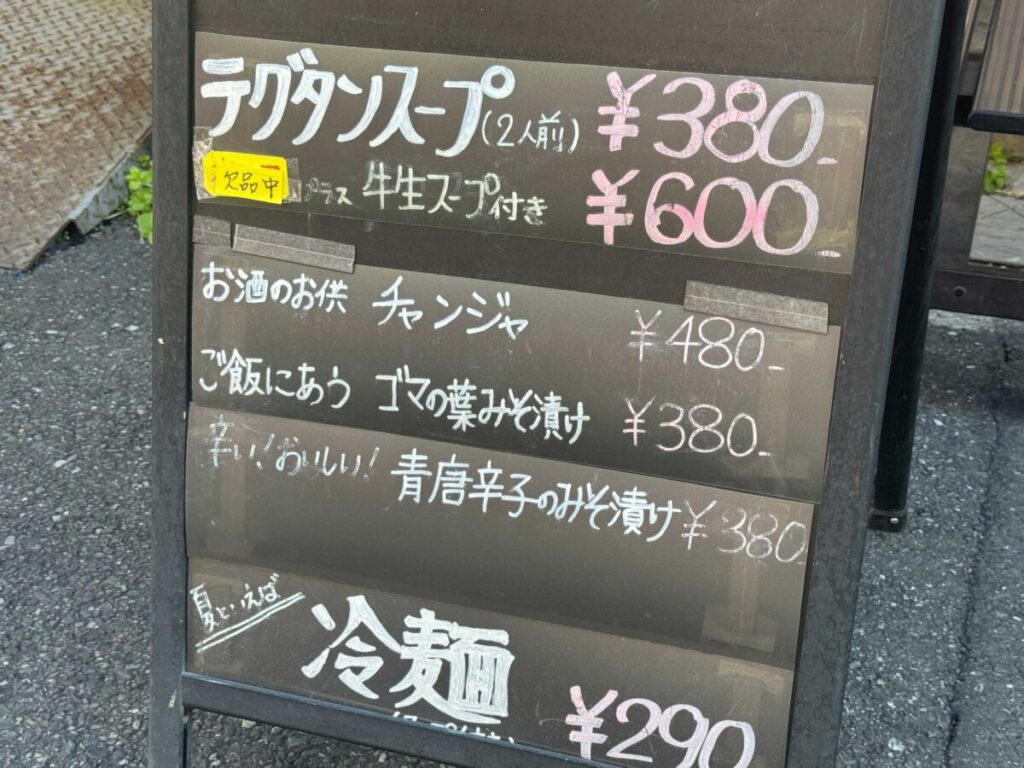 テグタンスープ(2人前) ¥380-
欠品中 プラス 牛生スープ付き ¥600-
お酒のお供 チャンジャ ¥480-
ご飯にあう ゴマの葉みそ漬け ¥380-
辛い!おいしい! 青唐辛子のみそ漬け ¥380
夏といえば 冷麺 ¥290